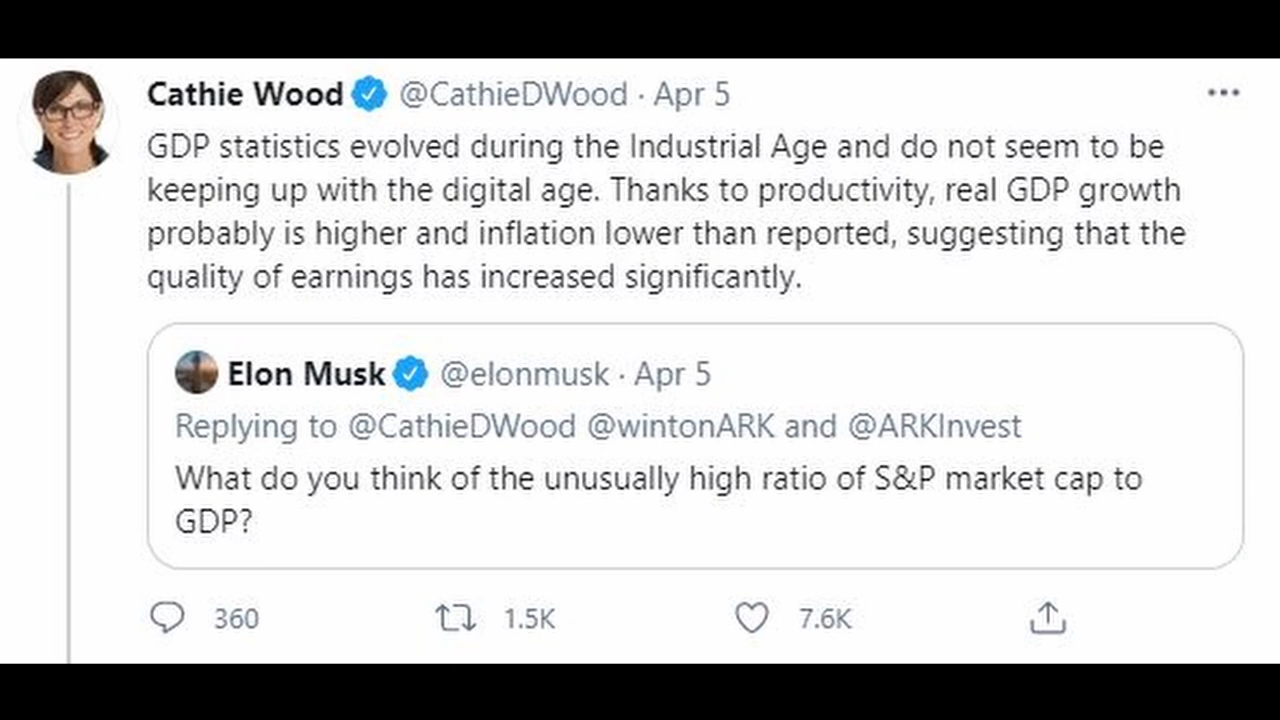 Cathie Wood @CathieDWood · Apr 5
GDP statistics evolved during the Industrial Age and do not seem to be
keeping up with the digital age. Thanks to productivity, real GDP growth
probably is higher and inflation lower than reported, suggesting that the
quality of earnings has increased significantly.
Elon Musk @elonmusk · Apr 5
Replying to @CathieDWood @wintonARK and @ARKInvest
What do you think of the unusually high ratio of S&P market cap to
GDP?
360 1.5K 7.6K